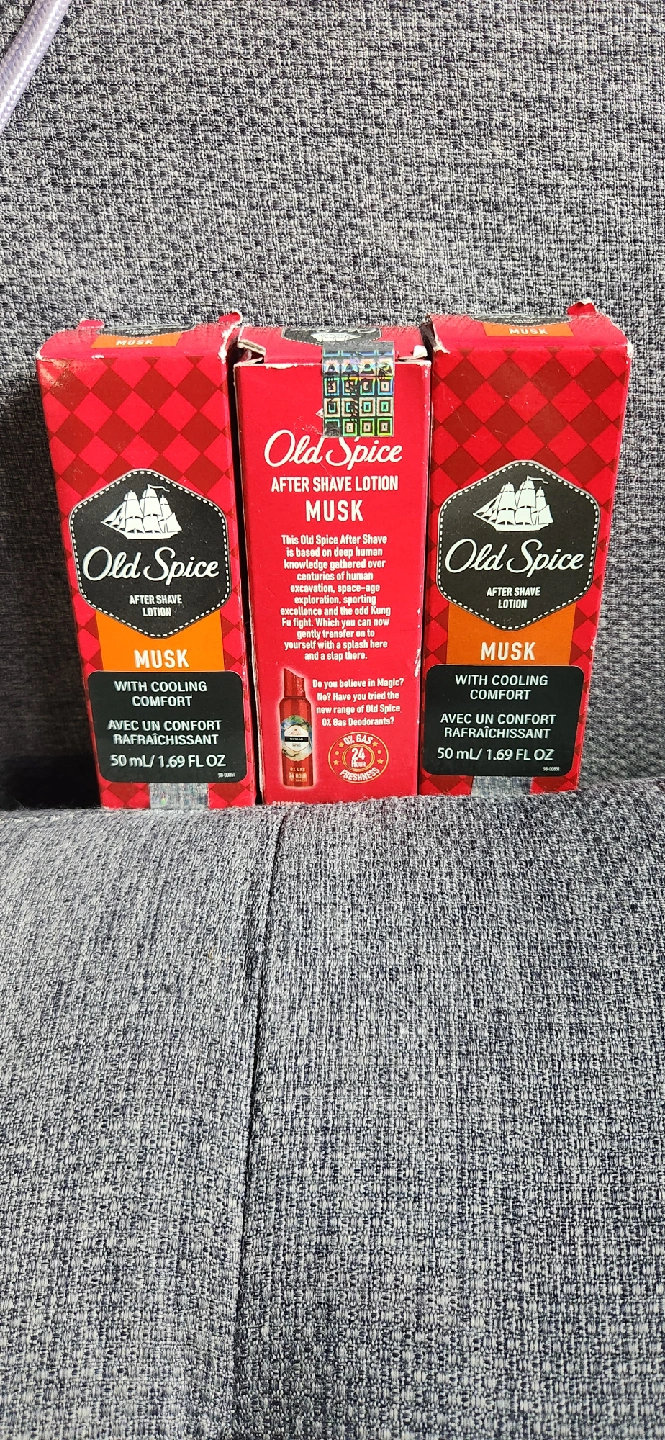 MUSK
Old Spice
AFTER SHAVE
LOTION
MUSK
WITH COOLING
COMFORT
AVEC UN CONFORT
RAFRAÎCHISSANT
50 mL/ 1.69 FL OZ
Old Spice
AFTER SHAVE LOTION
MUSK
This Old Spice After Shave
is based on deep human
knowledge gathered over
centuries of human
excavation, space-age
exploration, sporting
excellence and the odd Kung
Fu fight. Which you can now
gently transfer on to
yourself with a splash here
and a slap there.
Do you believe in Magic?
No? Have you tried the
new range of Old Spice
0% Gas Deodorants?
0% GAS
24
HOUR
FRESHNESS
MUSK
Old Spice
AFTER SHAVE
LOTION
MUSK
WITH COOLING
COMFORT
AVEC UN CONFORT
RAFRAÎCHISSANT
50 mL/ 1.69 FL OZ